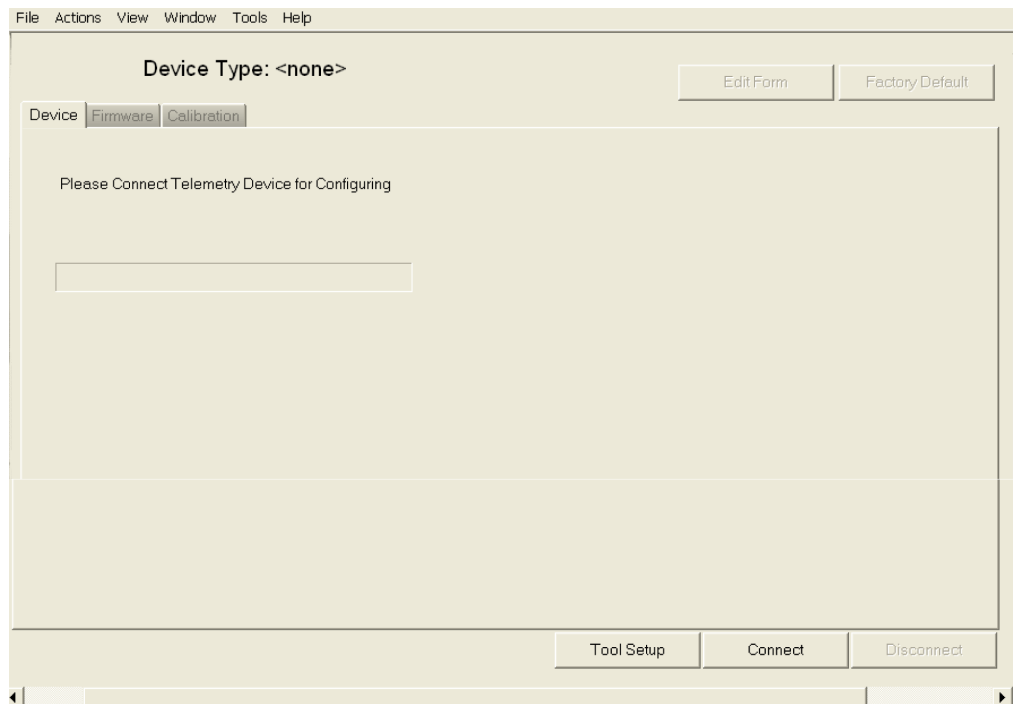 File Actions View Window Tools Help
Device Type: <none>
Edit Form Factory Default
Device Firmware Calibration
Please Connect Telemetry Device for Configuring
Tool Setup Connect Disconnect